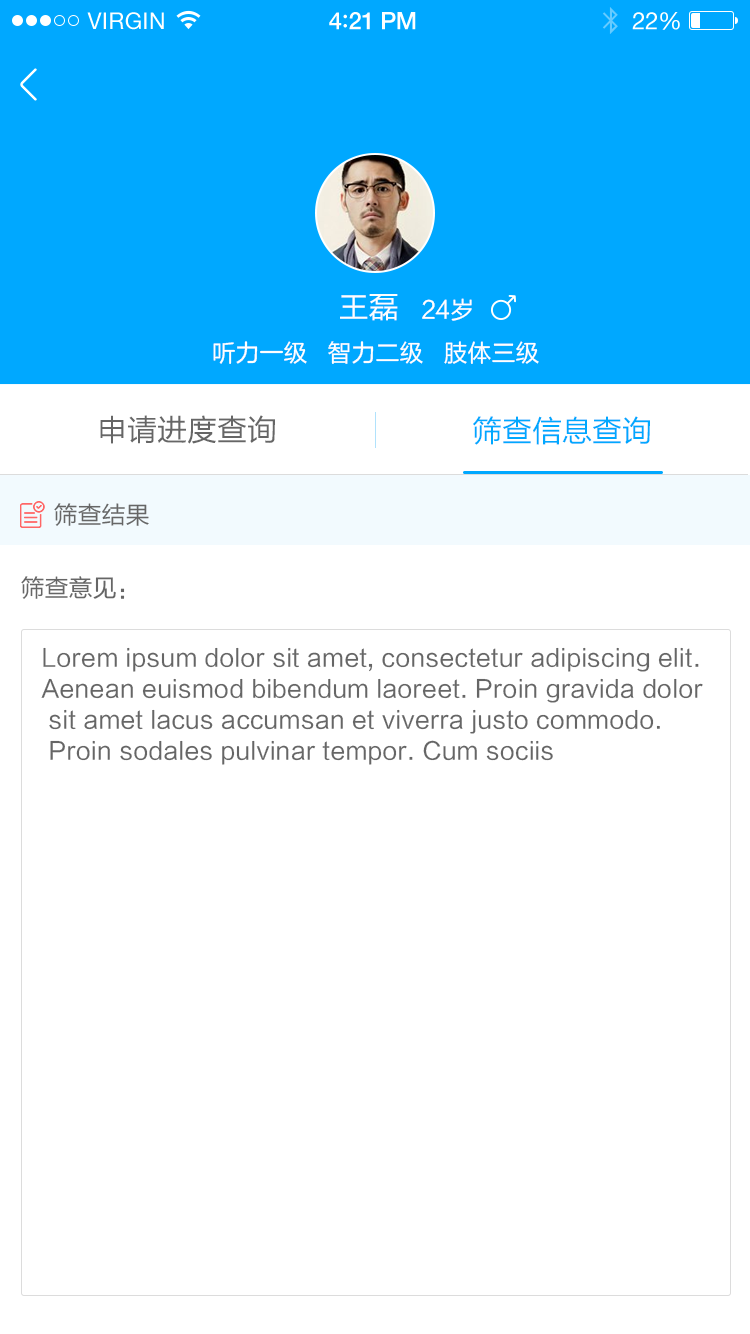 VIRGIN 4:21 PM 22%
王磊 24岁
听力一级 智力二级 肢体三级
申请进度查询 筛查信息查询
筛查结果
筛查意见：
Lorem ipsum dolor sit amet, consectetur adipiscing elit.
Aenean euismod bibendum laoreet. Proin gravida dolor
sit amet lacus accumsan et viverra justo commodo.
Proin sodales pulvinar tempor. Cum sociis